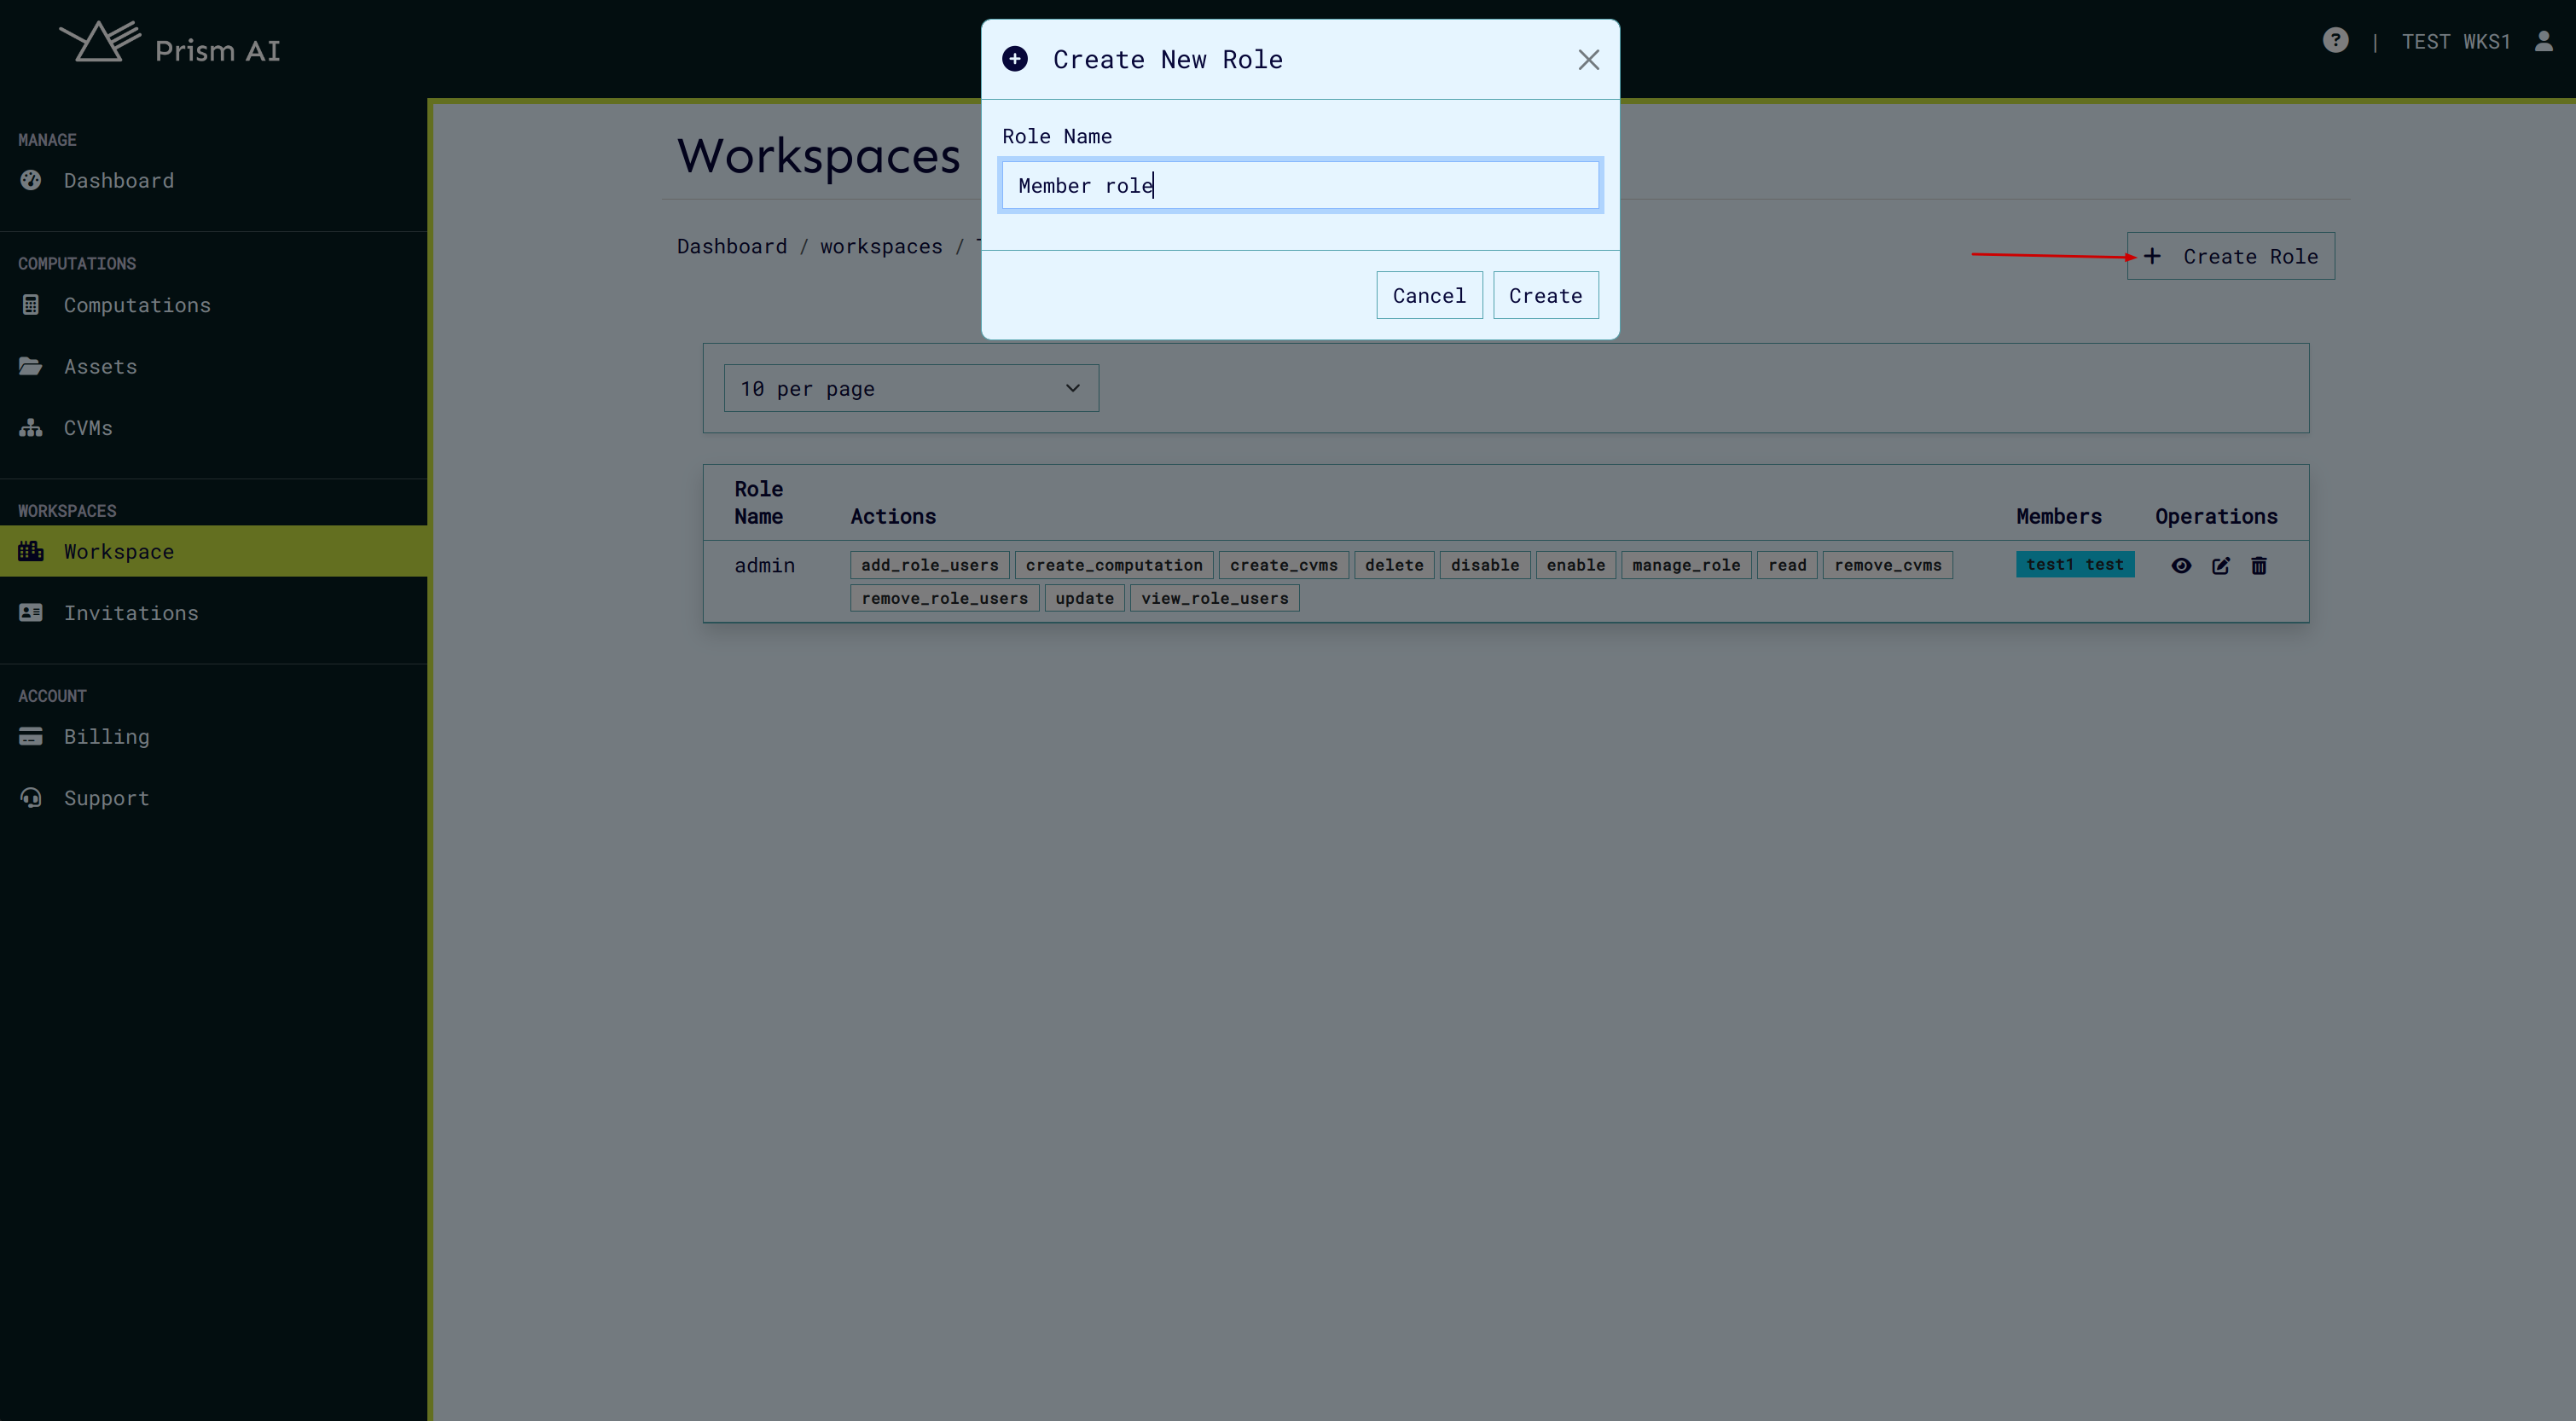 Prism AI
? | TEST WKS1
MANAGE
Dashboard
COMPUTATIONS
Computations
Assets
CVMs
WORKSPACES
Workspace
Invitations
ACCOUNT
Billing
Support
Create New Role
Role Name
Member role
Cancel Create
Workspaces
Dashboard / workspaces /
+ Create Role
10 per page
Role
Name Actions Members Operations
admin add_role_users create_computation create_cvms delete disable enable manage_role read remove_cvms test1 test
remove_role_users update view_role_users